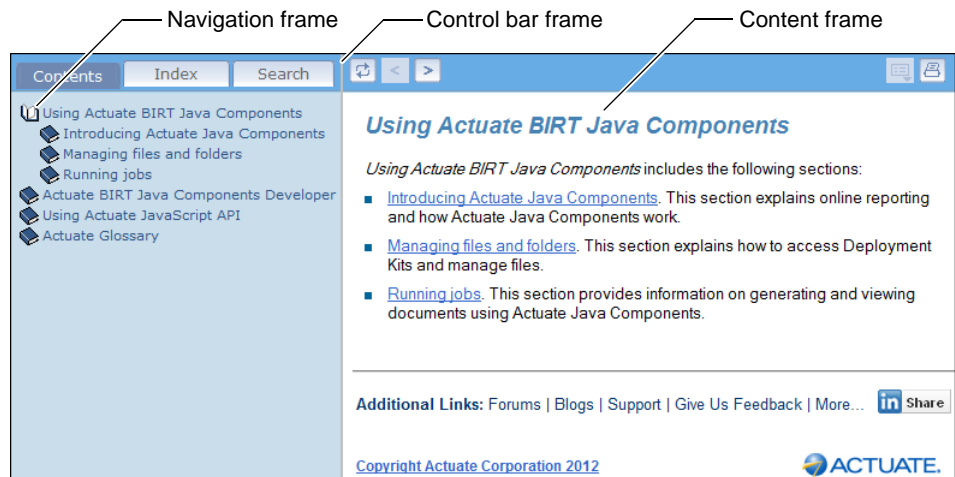 Navigation frame
Control bar frame
Content frame
Contents
Index
Search
<
>
Using Actuate BIRT Java Components
Introducing Actuate Java Components
Managing files and folders
Running jobs
Actuate BIRT Java Components Developer
Using Actuate JavaScript API
Actuate Glossary
Using Actuate BIRT Java Components
Using Actuate BIRT Java Components includes the following sections:
Introducing Actuate Java Components. This section explains online reporting
and how Actuate Java Components work.
Managing files and folders. This section explains how to access Deployment
Kits and manage files.
Running jobs. This section provides information on generating and viewing
documents using Actuate Java Components.
Additional Links: Forums | Blogs | Support | Give Us Feedback | More...
in Share
Copyright Actuate Corporation 2012
ACTUATE.